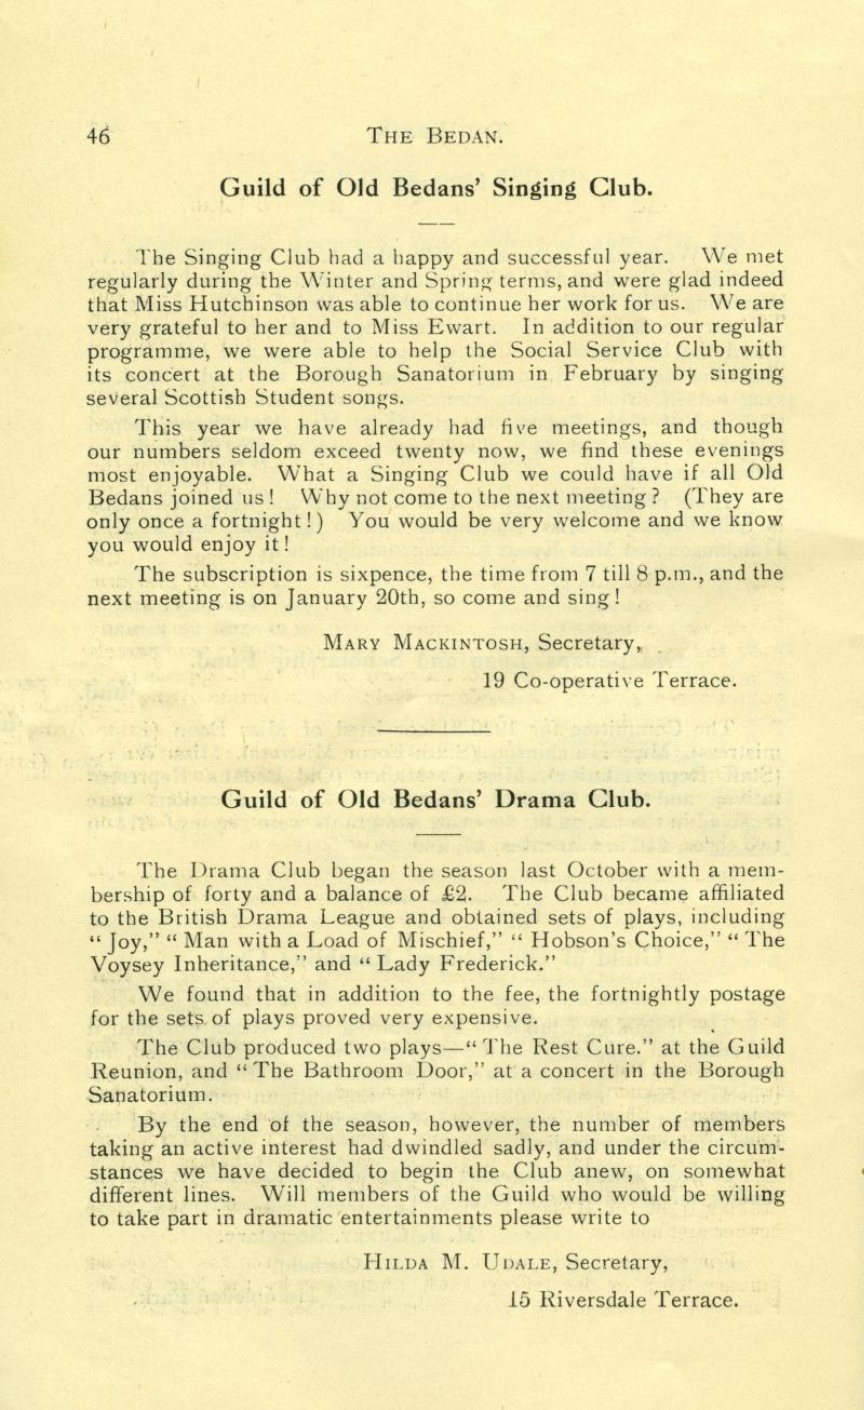 46 THE BEDAN.
Guild of Old Bedans' Singing Club.
The Singing Club had a happy and successful year. We met
regularly during the Winter and Spring terms, and were glad indeed
that Miss Hutchinson was able to continue her work for us. We are
very grateful to her and to Miss Ewart. In addition to our regular
programme, we were able to help the Social Service Club with
its concert at the Borough Sanatorium in February by singing
several Scottish Student songs.
This year we have already had five meetings, and though
our numbers seldom exceed twenty now, we find these evenings
most enjoyable. What a Singing Club we could have if all Old
Bedans joined us! Why not come to the next meeting? (They are
only once a fortnight!) You would be very welcome and we know
you would enjoy it!
The subscription is sixpence, the time from 7 till 8 p.m., and the
next meeting is on January 20th, so come and sing!
MARY MACKINTOSH, Secretary,
19 Co-operative Terrace.
Guild of Old Bedans' Drama Club.
The Drama Club began the season last October with a mem-
bership of forty and a balance of £2. The Club became affiliated
to the British Drama League and obtained sets of plays, including
"Joy," "Man with a Load of Mischief," "Hobson's Choice," "The
Voysey Inheritance," and "Lady Frederick."
We found that in addition to the fee, the fortnightly postage
for the sets of plays proved very expensive.
The Club produced two plays—"The Rest Cure." at the Guild
Reunion, and "The Bathroom Door," at a concert in the Borough
Sanatorium.
By the end of the season, however, the number of members
taking an active interest had dwindled sadly, and under the circum-
stances we have decided to begin the Club anew, on somewhat
different lines. Will members of the Guild who would be willing
to take part in dramatic entertainments please write to
HILDA M. UDALE, Secretary,
15 Riversdale Terrace.